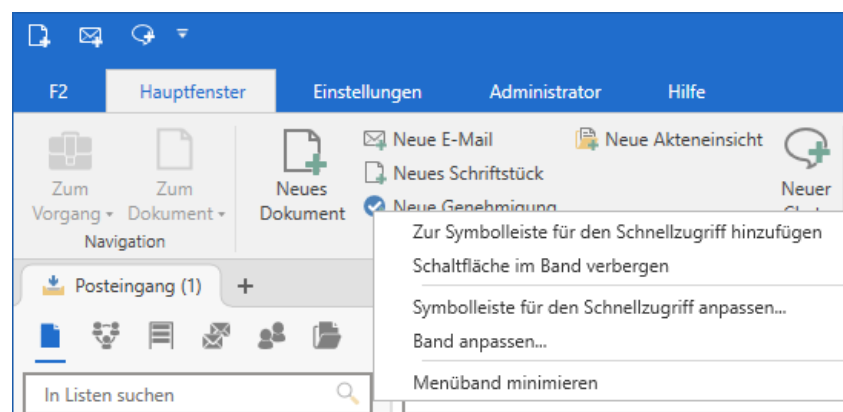 F2 Hauptfenster Einstellungen Administrator Hilfe
Neue E-Mail Neue Akteneinsicht
Neues Schriftstück
Neue Genehmigung
Zum Vorgang
Zum Dokument
Neues Dokument
Neuer
Navigation
Zur Symbolleiste für den Schnellzugriff hinzufügen
Schaltfläche im Band verbergen
Symbolleiste für den Schnellzugriff anpassen...
Band anpassen...
Menüband minimieren
Posteingang (1) +
In Listen suchen